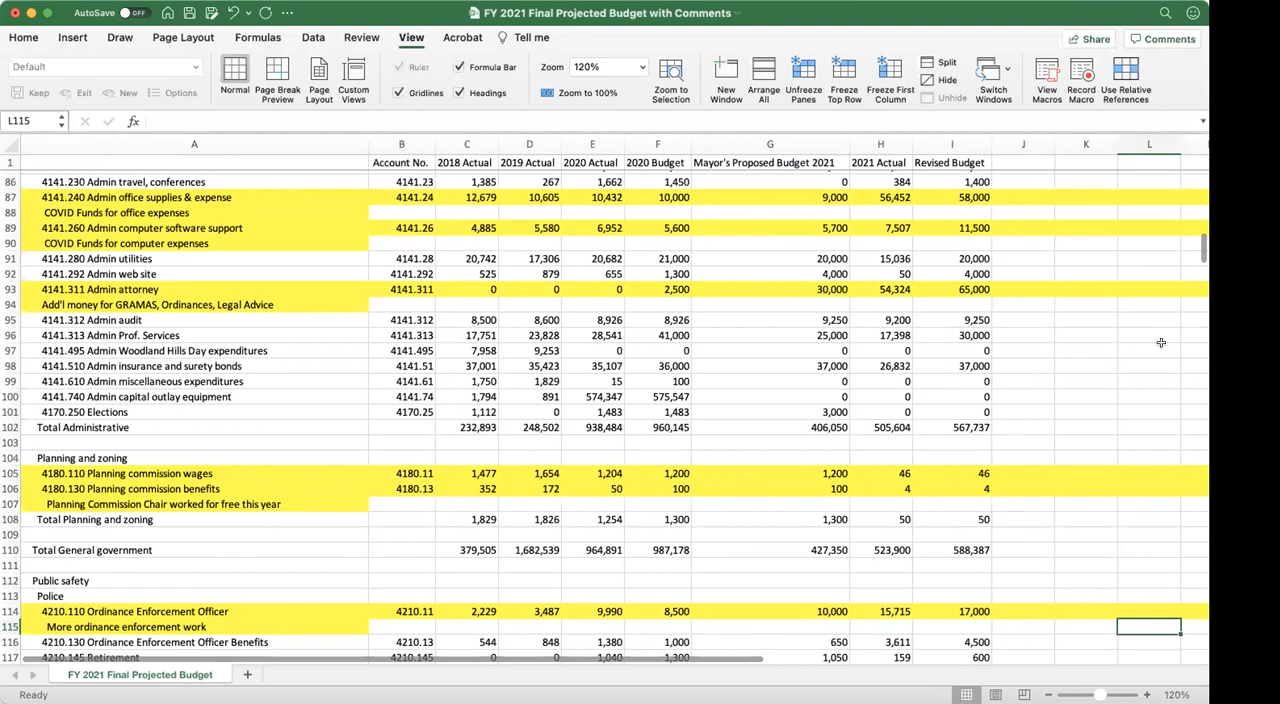 AutoSave OFF
FY 2021 Final Projected Budget with Comments
Home Insert Draw Page Layout Formulas Data Review View Acrobat Tell me Share Comments
Default
Keep Exit New Options
Normal Page Break Preview Page Layout Custom Views
Ruler Formula Bar
Gridlines Headings
Zoom 120%
Zoom to 100%
Zoom to Selection
New Window Arrange All Unfreeze Panes Freeze Top Row Freeze First Column
Split
Hide
Unhide
Switch Windows View Macros Record Macro Use Relative References
L115 fx
A B C D E F G H I J K L
1 Account No. 2018 Actual 2019 Actual 2020 Actual 2020 Budget Mayor's Proposed Budget 2021 2021 Actual Revised Budget
86 4141.230 Admin travel, conferences 4141.23 1,385 267 1,662 1,450 0 384 1,400
87 4141.240 Admin office supplies & expense 4141.24 12,679 10,605 10,432 10,000 9,000 56,452 58,000
88 COVID Funds for office expenses
89 4141.260 Admin computer software support 4141.26 4,885 5,580 6,952 5,600 5,700 7,507 11,500
90 COVID Funds for computer expenses
91 4141.280 Admin utilities 4141.28 20,742 17,306 20,682 21,000 20,000 15,036 20,000
92 4141.292 Admin web site 4141.292 525 879 655 1,300 4,000 50 4,000
93 4141.311 Admin attorney 4141.311 0 0 0 2,500 30,000 54,324 65,000
94 Add'l money for GRAMAS, Ordinances, Legal Advice
95 4141.312 Admin audit 4141.312 8,500 8,600 8,926 8,926 9,250 9,200 9,250
96 4141.313 Admin Prof. Services 4141.313 17,751 23,828 28,541 41,000 25,000 17,398 30,000
97 4141.495 Admin Woodland Hills Day expenditures 4141.495 7,958 9,253 0 0 0 0 0
98 4141.510 Admin insurance and surety bonds 4141.51 37,001 35,423 35,107 36,000 37,000 26,832 37,000
99 4141.610 Admin miscellaneous expenditures 4141.61 1,750 1,829 15 100 0 0 0
100 4141.740 Admin capital outlay equipment 4141.74 1,794 891 574,347 575,547 0 0 0
101 4170.250 Elections 4170.25 1,112 0 1,483 1,483 3,000 0 0
102 Total Administrative 232,893 248,502 938,484 960,145 406,050 505,604 567,737
103
104 Planning and zoning
105 4180.110 Planning commission wages 4180.11 1,477 1,654 1,204 1,200 1,200 46 46
106 4180.130 Planning commission benefits 4180.13 352 172 50 100 100 4 4
107 Planning Commission Chair worked for free this year
108 Total Planning and zoning 1,829 1,826 1,254 1,300 1,300 50 50
109
110 Total General government 379,505 1,682,539 964,891 987,178 427,350 523,900 588,387
111
112 Public safety
113 Police
114 4210.110 Ordinance Enforcement Officer 4210.11 2,229 3,487 9,990 8,500 10,000 15,715 17,000
115 More ordinance enforcement work
116 4210.130 Ordinance Enforcement Officer Benefits 4210.13 544 848 1,380 1,000 650 3,611 4,500
117 4210.145 Retirement 4210.145 0 0 1,040 1,300 1,050 159 600
FY 2021 Final Projected Budget
Ready 120%